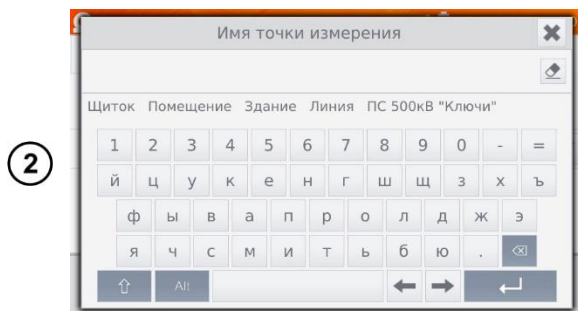 Имя точки измерения
Щиток Помещение Здание Линия ПС 500кВ "Ключи"
1 2 3 4 5 6 7 8 9 0 - =
2
й ц у к е н г ш щ з х ъ
ф ы в а п р о л д ж э
я ч с м и т ь б ю .
Alt